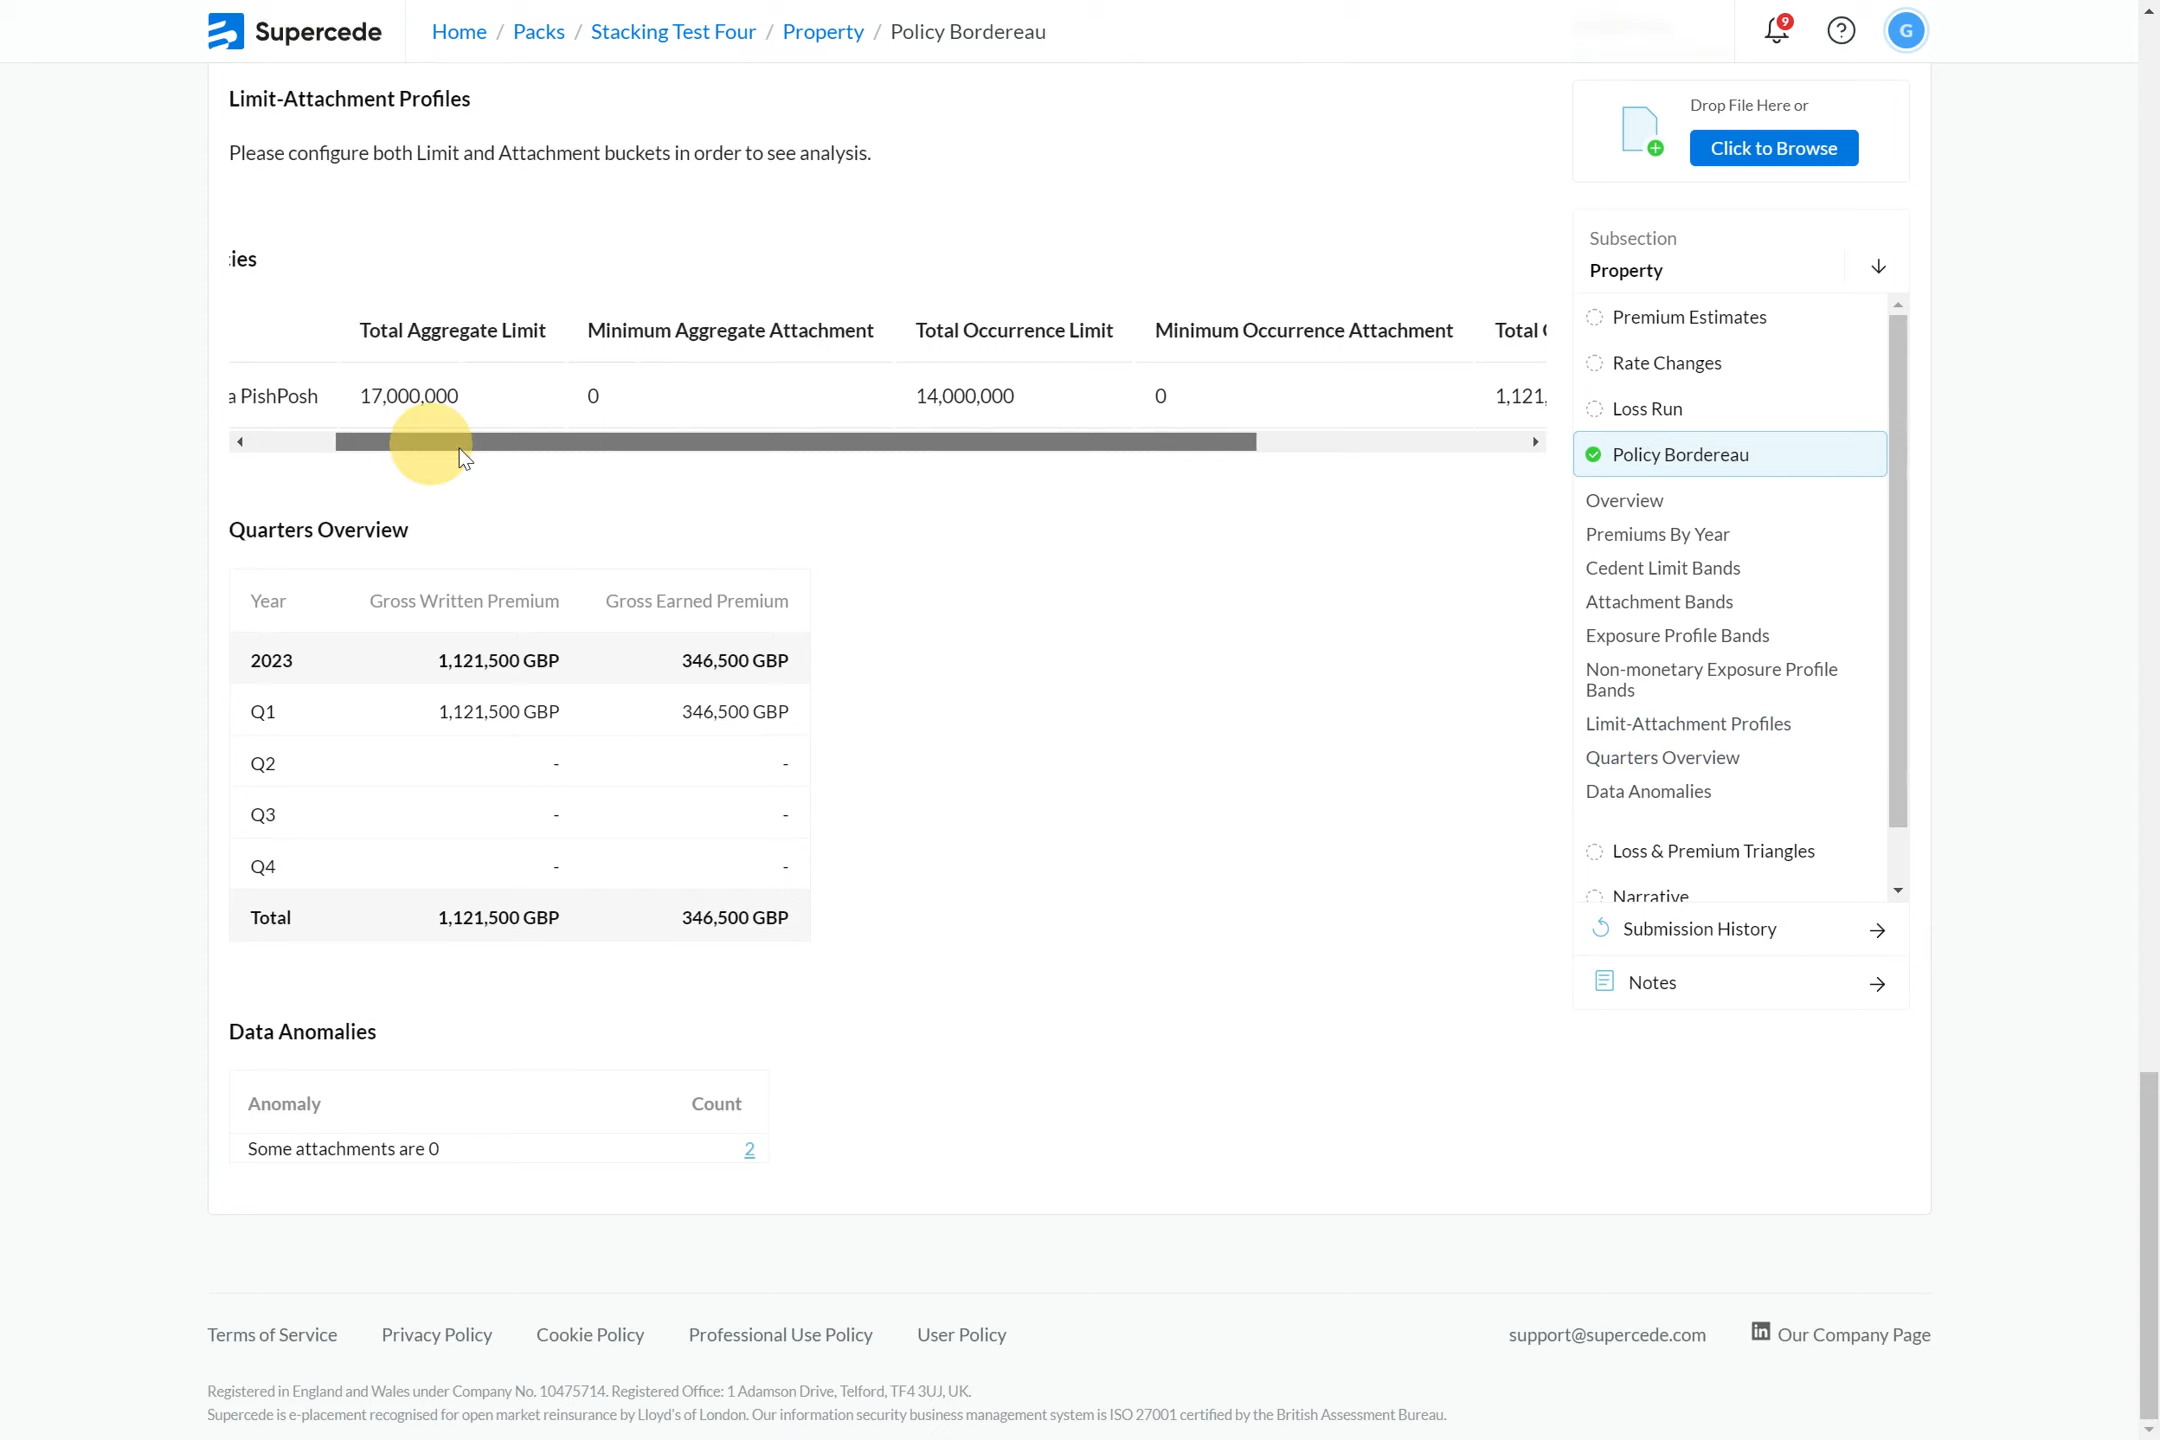 Supercede
Home / Packs / Stacking Test Four / Property / Policy Bordereau
9
G
Limit-Attachment Profiles
Please configure both Limit and Attachment buckets in order to see analysis.
cies
Total Aggregate Limit Minimum Aggregate Attachment Total Occurrence Limit Minimum Occurrence Attachment Total
a PishPosh 17,000,000 0 14,000,000 0 1,121,
Quarters Overview
Year Gross Written Premium Gross Earned Premium
2023 1,121,500 GBP 346,500 GBP
Q1 1,121,500 GBP 346,500 GBP
Q2 - -
Q3 - -
Q4 - -
Total 1,121,500 GBP 346,500 GBP
Data Anomalies
Anomaly Count
Some attachments are 0 2
Drop File Here or
Click to Browse
Subsection
Property
Premium Estimates
Rate Changes
Loss Run
Policy Bordereau
Overview
Premiums By Year
Cedent Limit Bands
Attachment Bands
Exposure Profile Bands
Non-monetary Exposure Profile
Bands
Limit-Attachment Profiles
Quarters Overview
Data Anomalies
Loss & Premium Triangles
Narrative
Submission History
Notes
Terms of Service Privacy Policy Cookie Policy Professional Use Policy User Policy support@supercede.com Our Company Page
Registered in England and Wales under Company No. 10475714. Registered Office: 1 Adamson Drive, Telford, TF4 3UJ, UK.
Supercede is e-placement recognised for open market reinsurance by Lloyd's of London. Our information security business management system is ISO 27001 certified by the British Assessment Bureau.